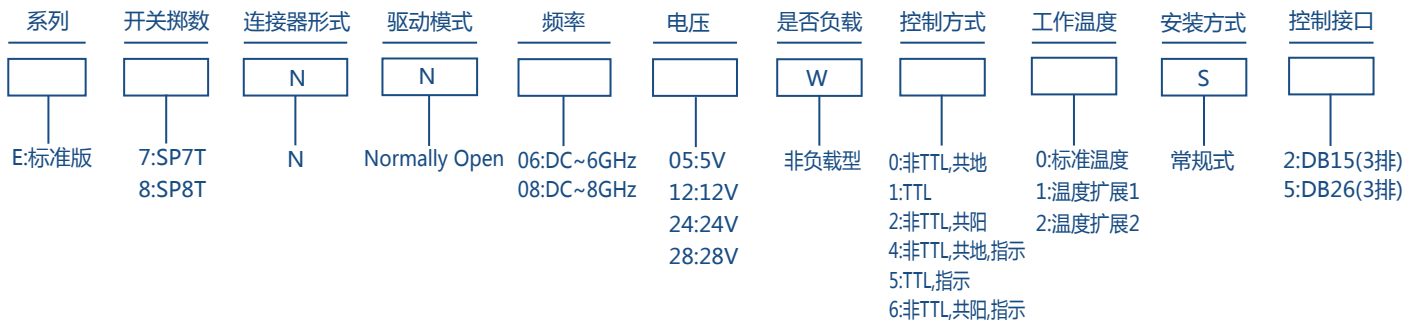 系列 开关掷数 连接器形式 驱动模式 频率 电压 是否负载 控制方式 工作温度 安装方式 控制接口
N N W S
E:标准版 7:SP7T N Normally Open 06:DC~6GHz 05:5V 非负载型 0:非TTL,共地 0:标准温度 常规式 2:DB15(3排)
8:SP8T 08:DC~8GHz 12:12V 1:TTL 1:温度扩展1 5:DB26(3排)
24:24V 2:非TTL,共阳 2:温度扩展2
28:28V 4:非TTL,共地,指示
5:TTL,指示
6:非TTL,共阳,指示